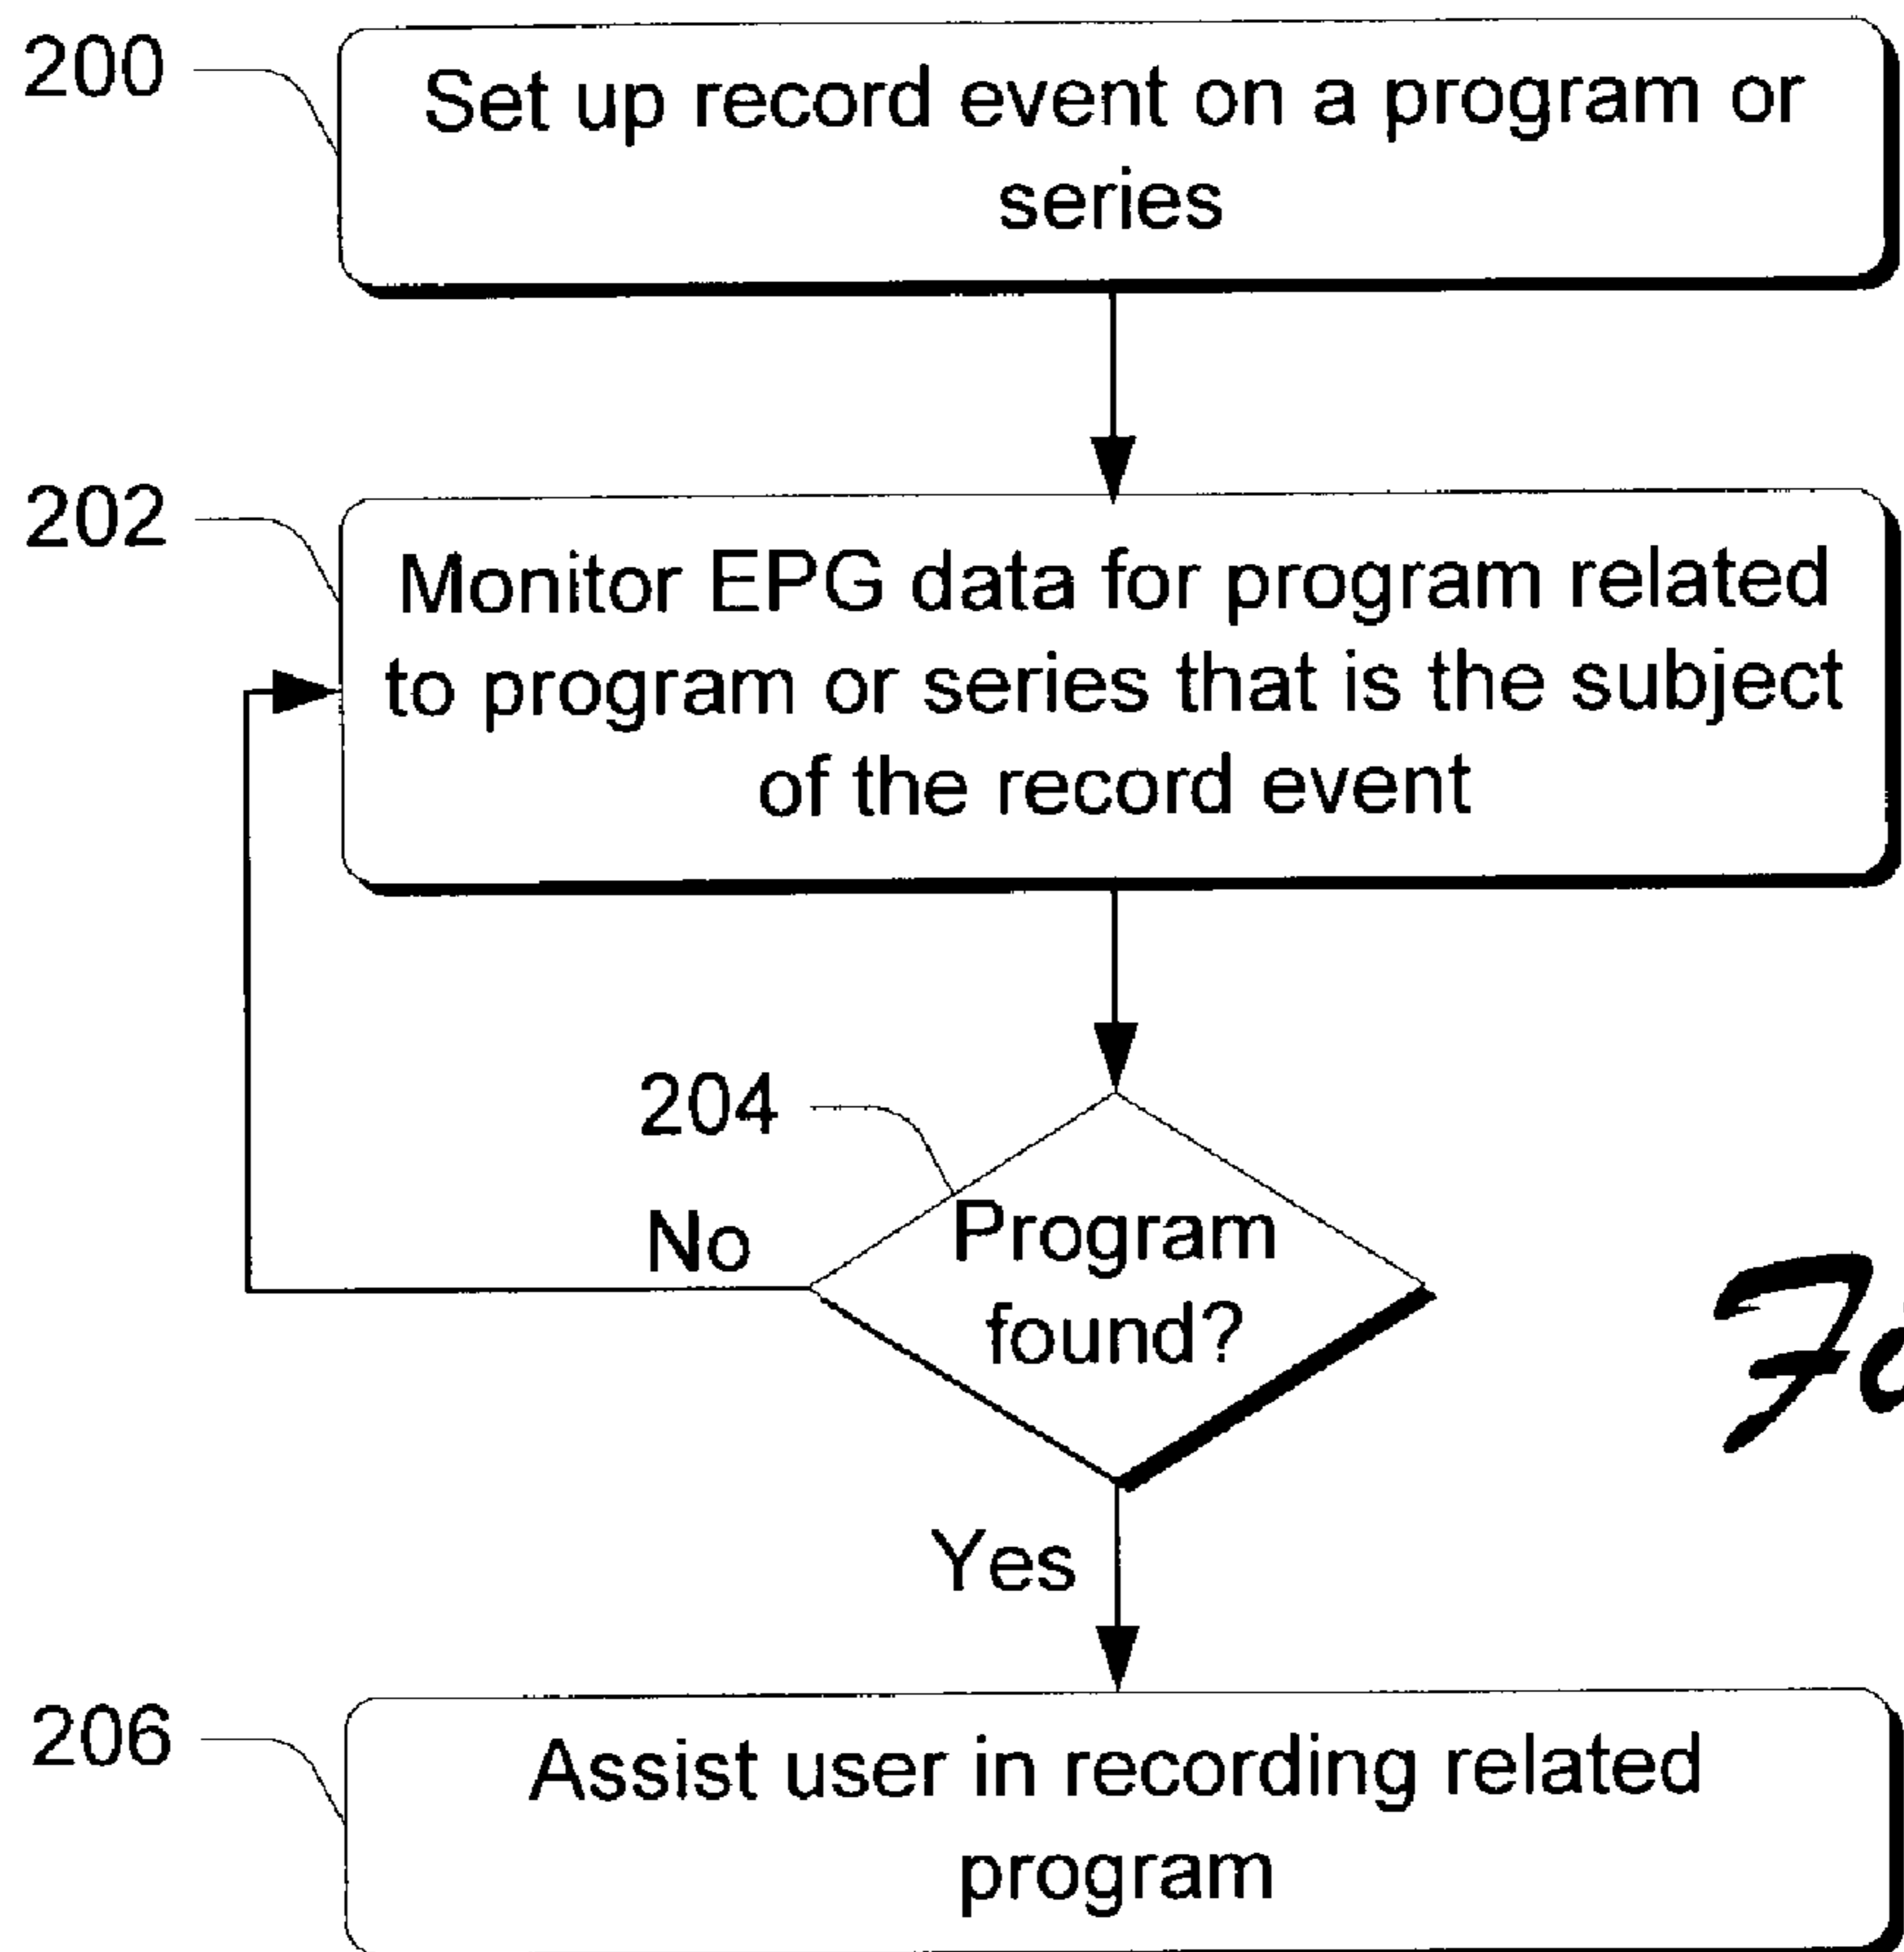 200
Set up record event on a program or
series
202
Monitor EPG data for program related
to program or series that is the subject
of the record event
204
No
Program
found?
Yes
206
Assist user in recording related
program